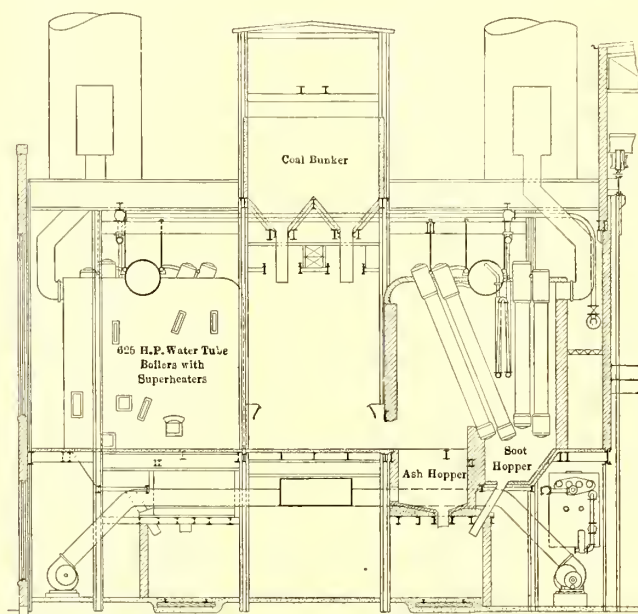 Coal Bunker
625 H.P. Water Tube
Boilers with
Superheaters
Ash Hopper
Soot
Hopper